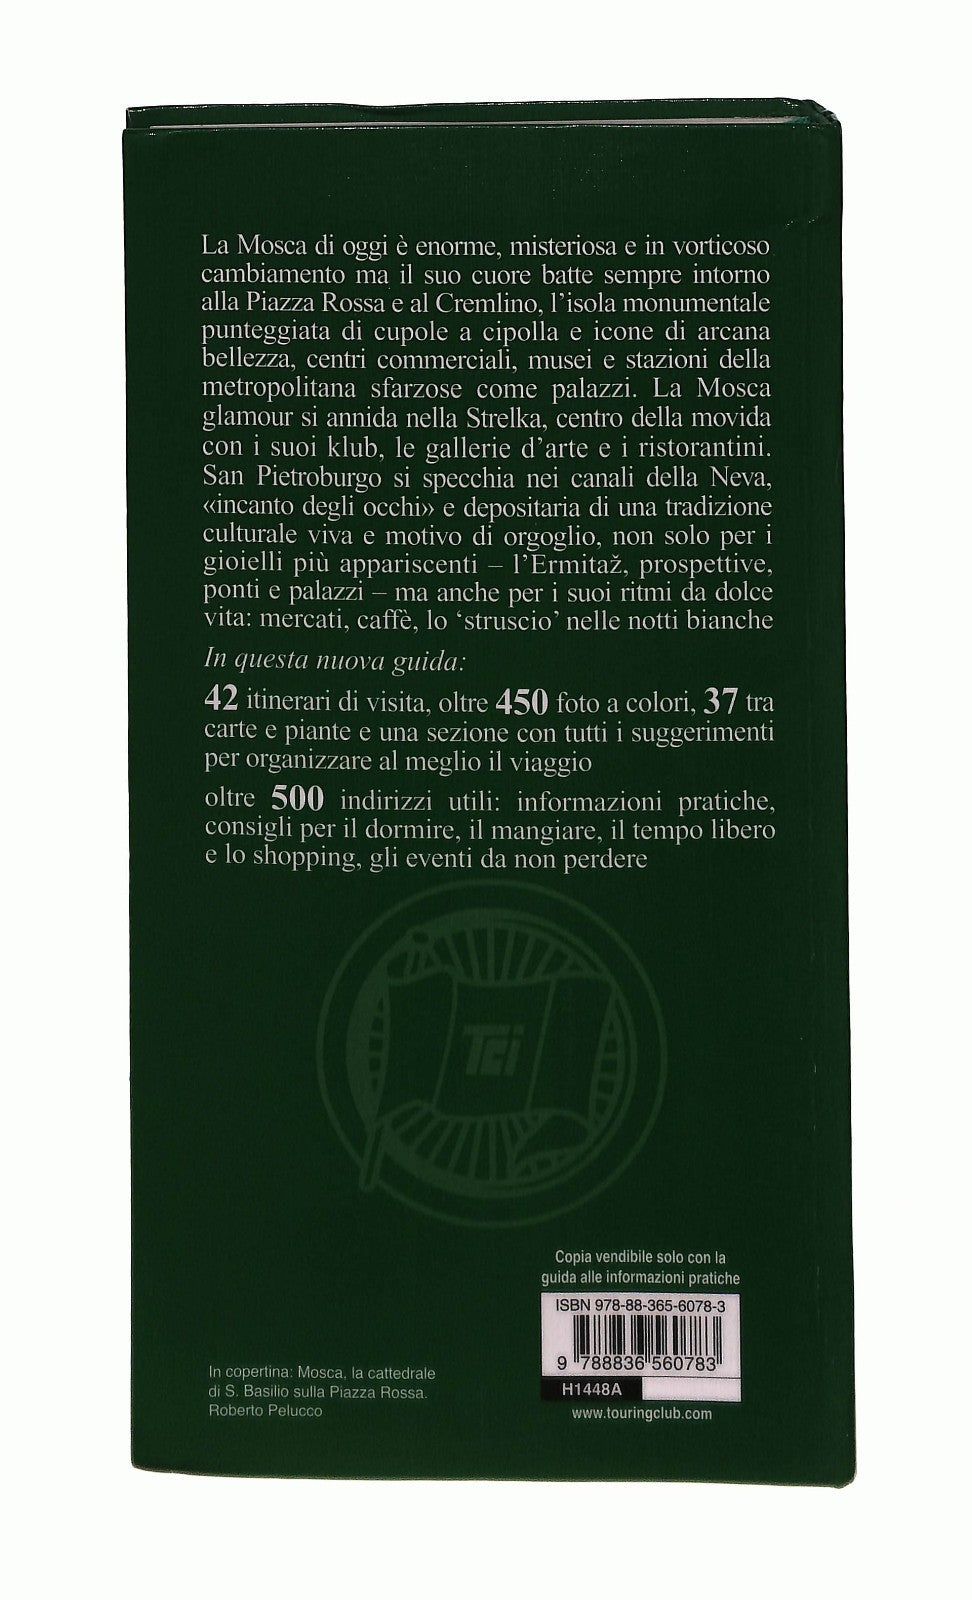 La Mosca di oggi è enorme, misteriosa e in vorticoso
cambiamento ma il suo cuore batte sempre intorno
alla Piazza Rossa e al Cremlino, l'isola monumentale
punteggiata di cupole a cipolla e icone di arcana
bellezza, centri commerciali, musei e stazioni della
metropolitana sfarzose come palazzi. La Mosca
glamour si annida nella Strelka, centro della movida
con i suoi klub, le gallerie d'arte e i ristorantini.
San Pietroburgo si specchia nei canali della Neva,
«incanto degli occhi» e depositaria di una tradizione
culturale viva e motivo di orgoglio, non solo per i
gioielli più appariscenti – l'Ermitaž, prospettive,
ponti e palazzi – ma anche per i suoi ritmi da dolce
vita: mercati, caffè, lo 'struscio' nelle notti bianche
In questa nuova guida:
42 itinerari di visita, oltre 450 foto a colori, 37 tra
carte e piante e una sezione con tutti i suggerimenti
per organizzare al meglio il viaggio
oltre 500 indirizzi utili: informazioni pratiche,
consigli per il dormire, il mangiare, il tempo libero
e lo shopping, gli eventi da non perdere
Tci
Copia vendibile solo con la
guida alle informazioni pratiche
ISBN 978-88-365-6078-3
9 788836 560783
H1448A
www.touringclub.com
In copertina: Mosca, la cattedrale
di S. Basilio sulla Piazza Rossa.
Roberto Pelucco